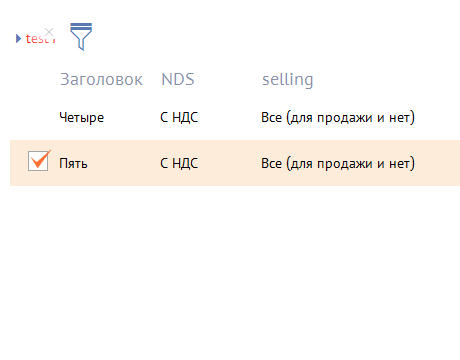 test1
Заголовок NDS selling
Четыре С НДС Все (для продажи и нет)
Пять С НДС Все (для продажи и нет)